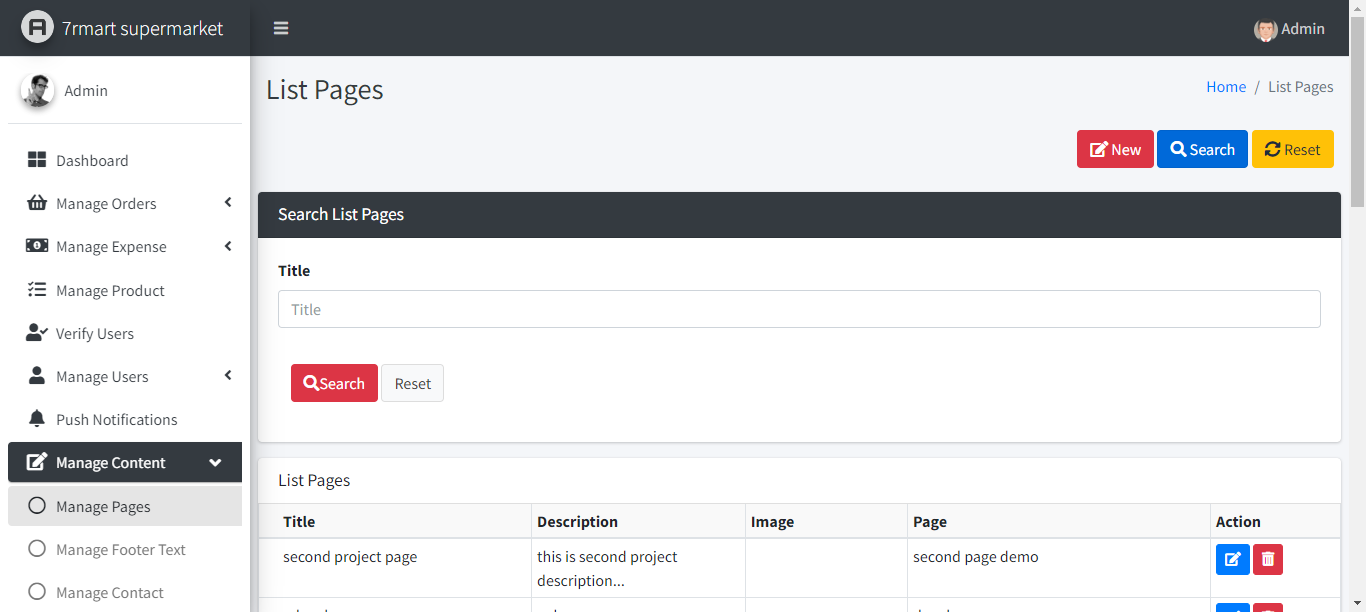 7rmart supermarket
Admin
Admin
List Pages
Home / List Pages
New
Search
Reset
Dashboard
Manage Orders
Manage Expense
Manage Product
Verify Users
Manage Users
Push Notifications
Manage Content
Manage Pages
Manage Footer Text
Manage Contact
Search List Pages
Title
Title
Search
Reset
List Pages
Title Description Image Page Action
second project page this is second project second page demo
description...